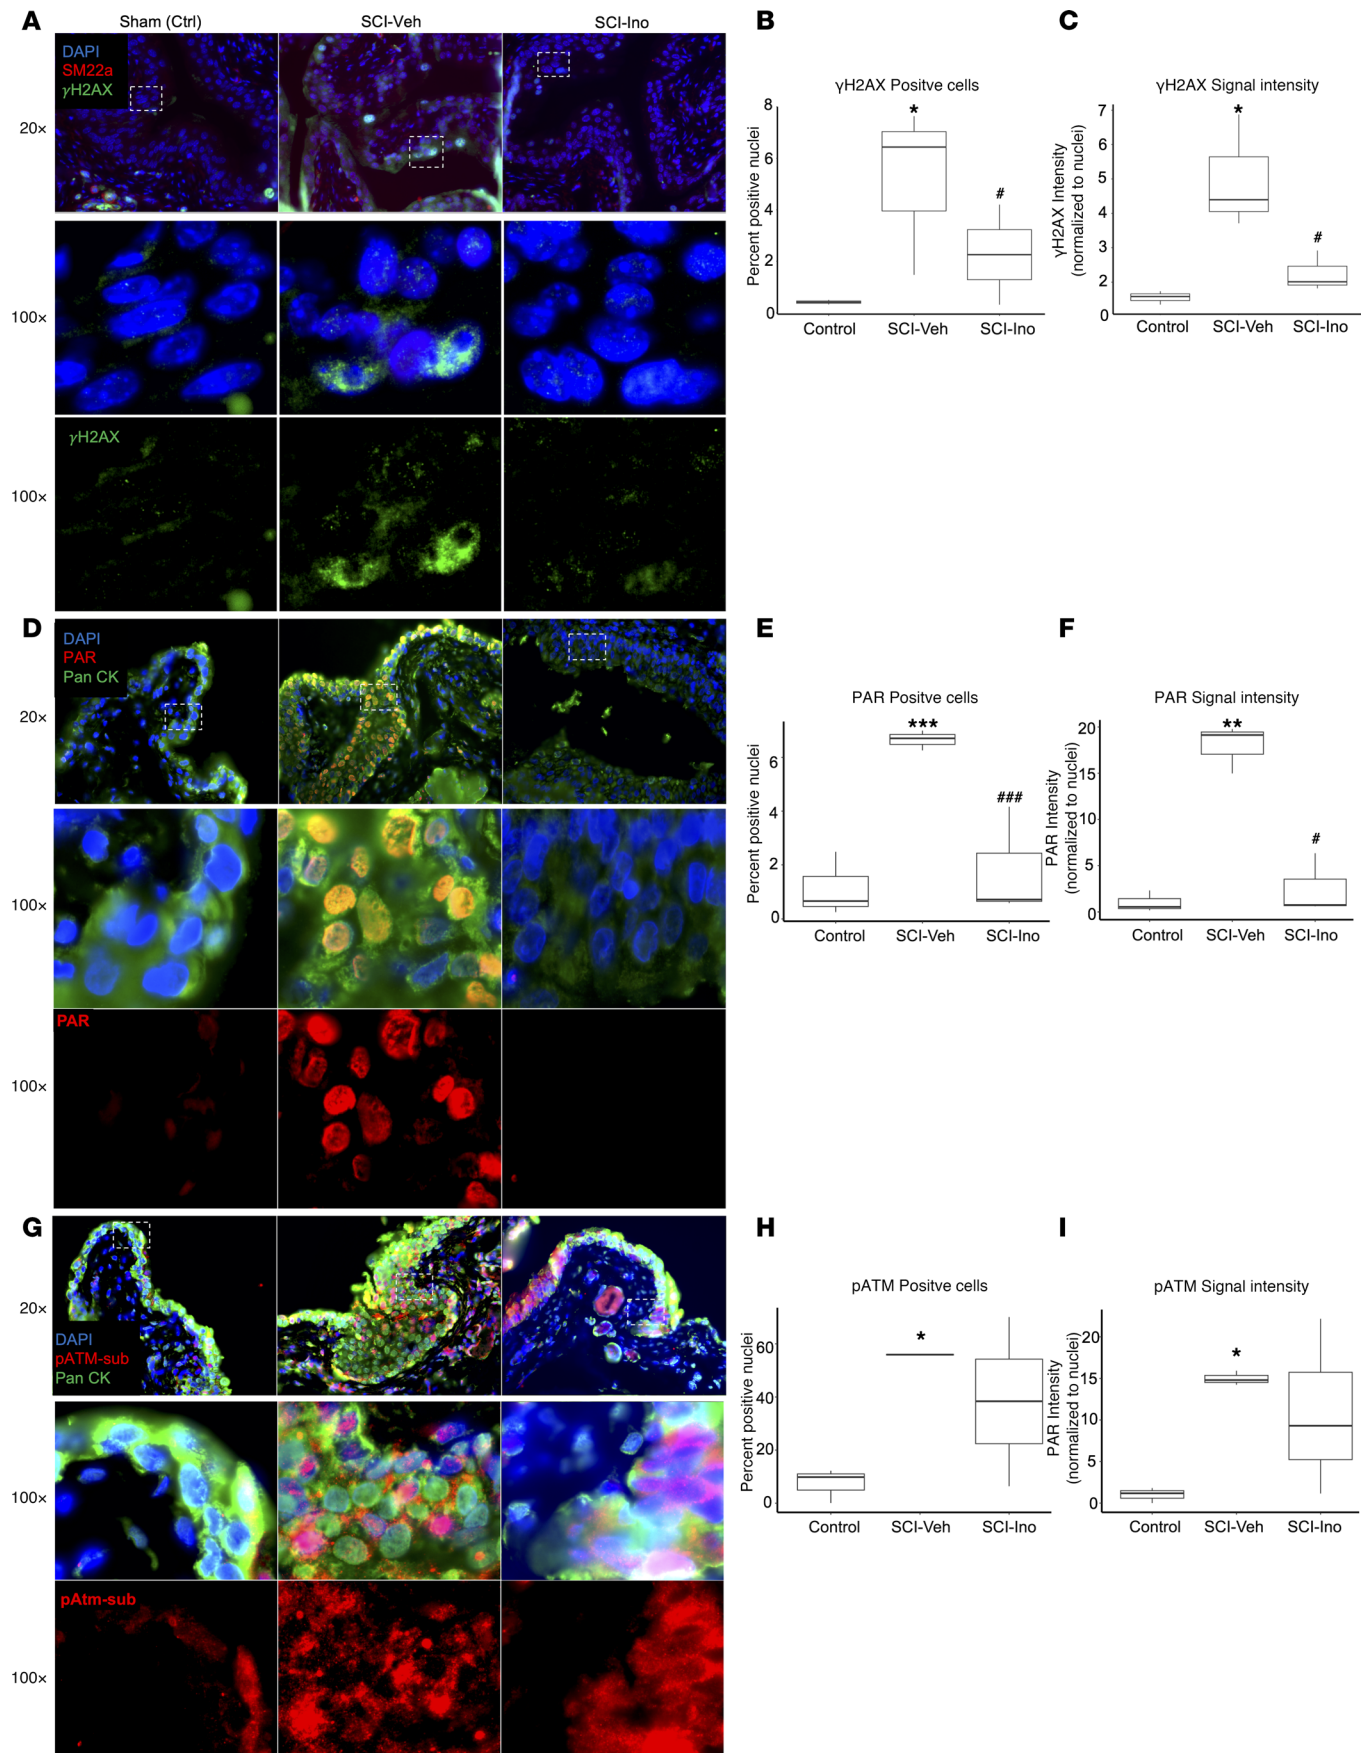 A
Sham (Ctrl)
SCI-Veh
SCI-Ino
DAPI
SM22a
γH2AX
20×
100×
γH2AX
100×
B
γH2AX Positve cells
Percent positive nuclei
8
6
4
2
0
*
#
Control
SCI-Veh
SCI-Ino
C
γH2AX Signal intensity
γH2AX Intensity
(normalized to nuclei)
7
6
5
4
3
2
0
*
#
Control
SCI-Veh
SCI-Ino
D
DAPI
PAR
Pan CK
20×
100×
PAR
100×
E
PAR Positve cells
Percent positive nuclei
6
4
2
0
***
###
Control
SCI-Veh
SCI-Ino
F
PAR Signal intensity
PAR Intensity
(normalized to nuclei)
20
15
10
5
0
**
#
Control
SCI-Veh
SCI-Ino
G
20×
DAPI
pATM-sub
Pan CK
100×
pAtm-sub
100×
H
pATM Positve cells
Percent positive nuclei
60
40
20
0
*
Control
SCI-Veh
SCI-Ino
I
pATM Signal intensity
PAR Intensity
(normalized to nuclei)
20
15
10
5
0
*
Control
SCI-Veh
SCI-Ino